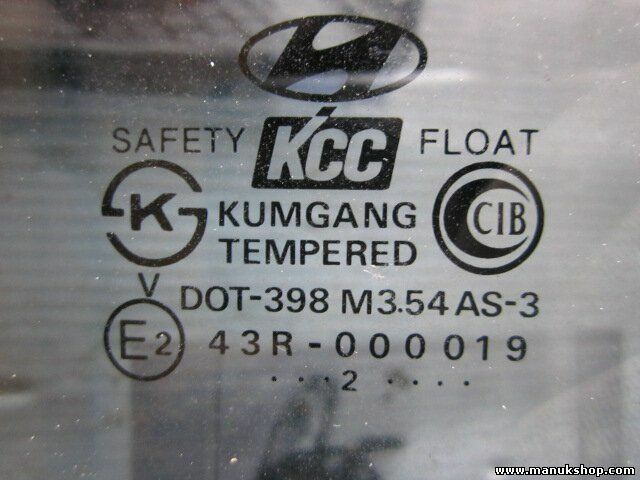 SAFETY KCC FLOAT
K KUMGANG CIB
TEMPERED
V DOT-398 M3.54 AS-3
E2 43R-000019
...2....
www.manukshop.com